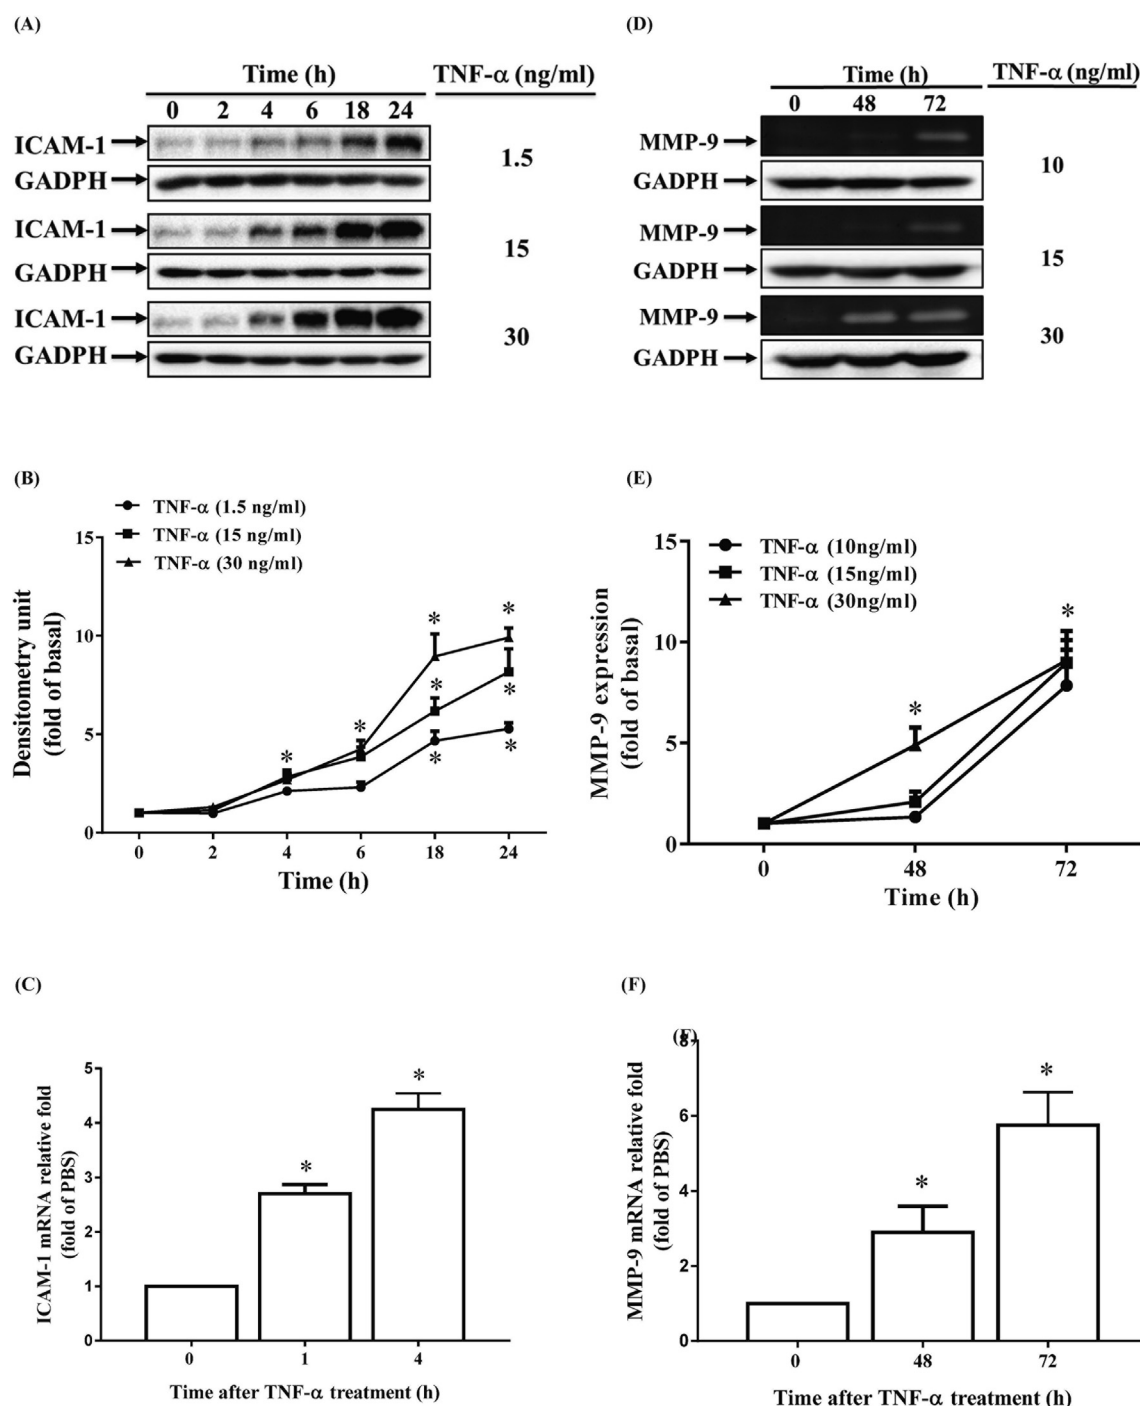 (A)
Time (h)
TNF-α (ng/ml)
0 2 4 6 18 24
ICAM-1
GADPH
1.5
ICAM-1
GADPH
15
ICAM-1
GADPH
30
(D)
Time (h)
TNF-α (ng/ml)
0 48 72
MMP-9
GADPH
10
MMP-9
GADPH
15
MMP-9
GADPH
30
(B)
TNF-α (1.5 ng/ml)
TNF-α (15 ng/ml)
TNF-α (30 ng/ml)
Densitometry unit
(fold of basal)
15
10
5
0
* * * * * * * *
0 2 4 6 18 24
Time (h)
(E)
TNF-α (10ng/ml)
TNF-α (15ng/ml)
TNF-α (30ng/ml)
MMP-9 expression
(fold of basal)
15
10
5
0
* *
0 48 72
Time (h)
(C)
ICAM-1 mRNA relative fold
(fold of PBS)
5
4
3
2
1
0
* *
0 1 4
Time after TNF-α treatment (h)
(F)
(F)
MMP-9 mRNA relative fold
(fold of PBS)
8
6
4
2
0
* *
0 48 72
Time after TNF-α treatment (h)